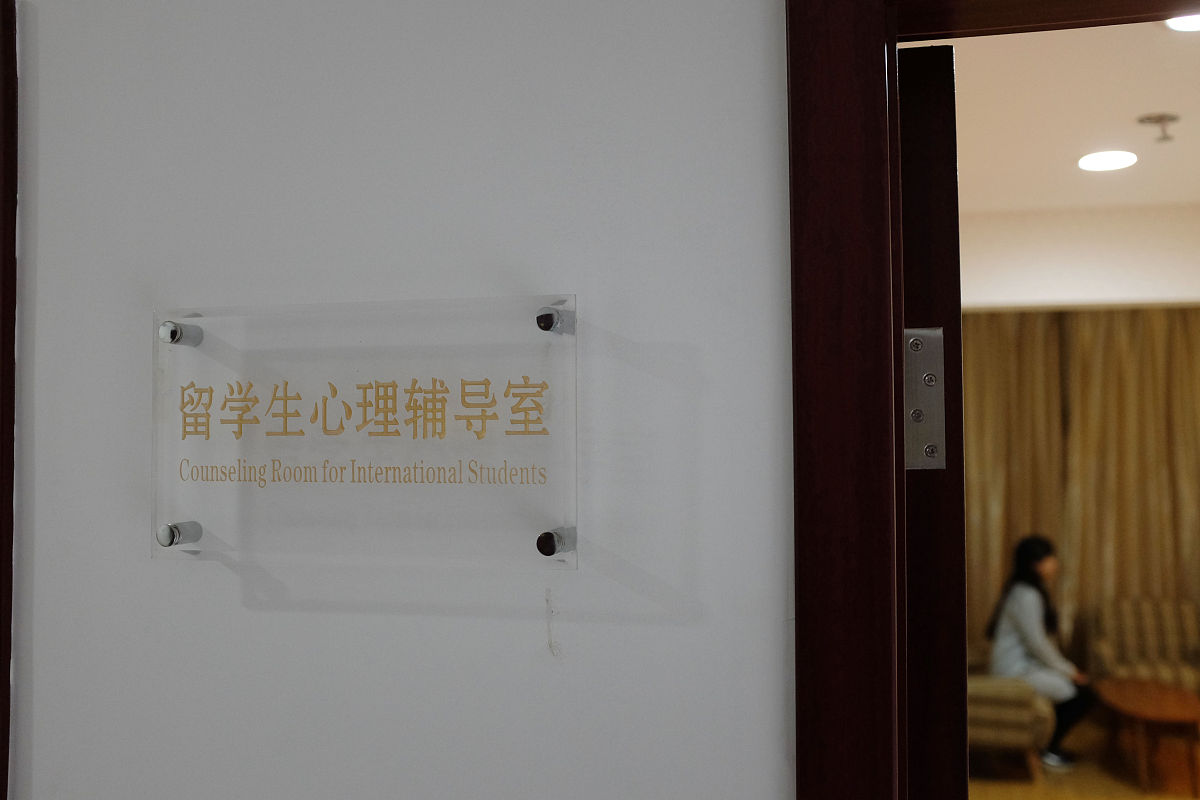 留学生心理辅导室
Counseling Room for International Students